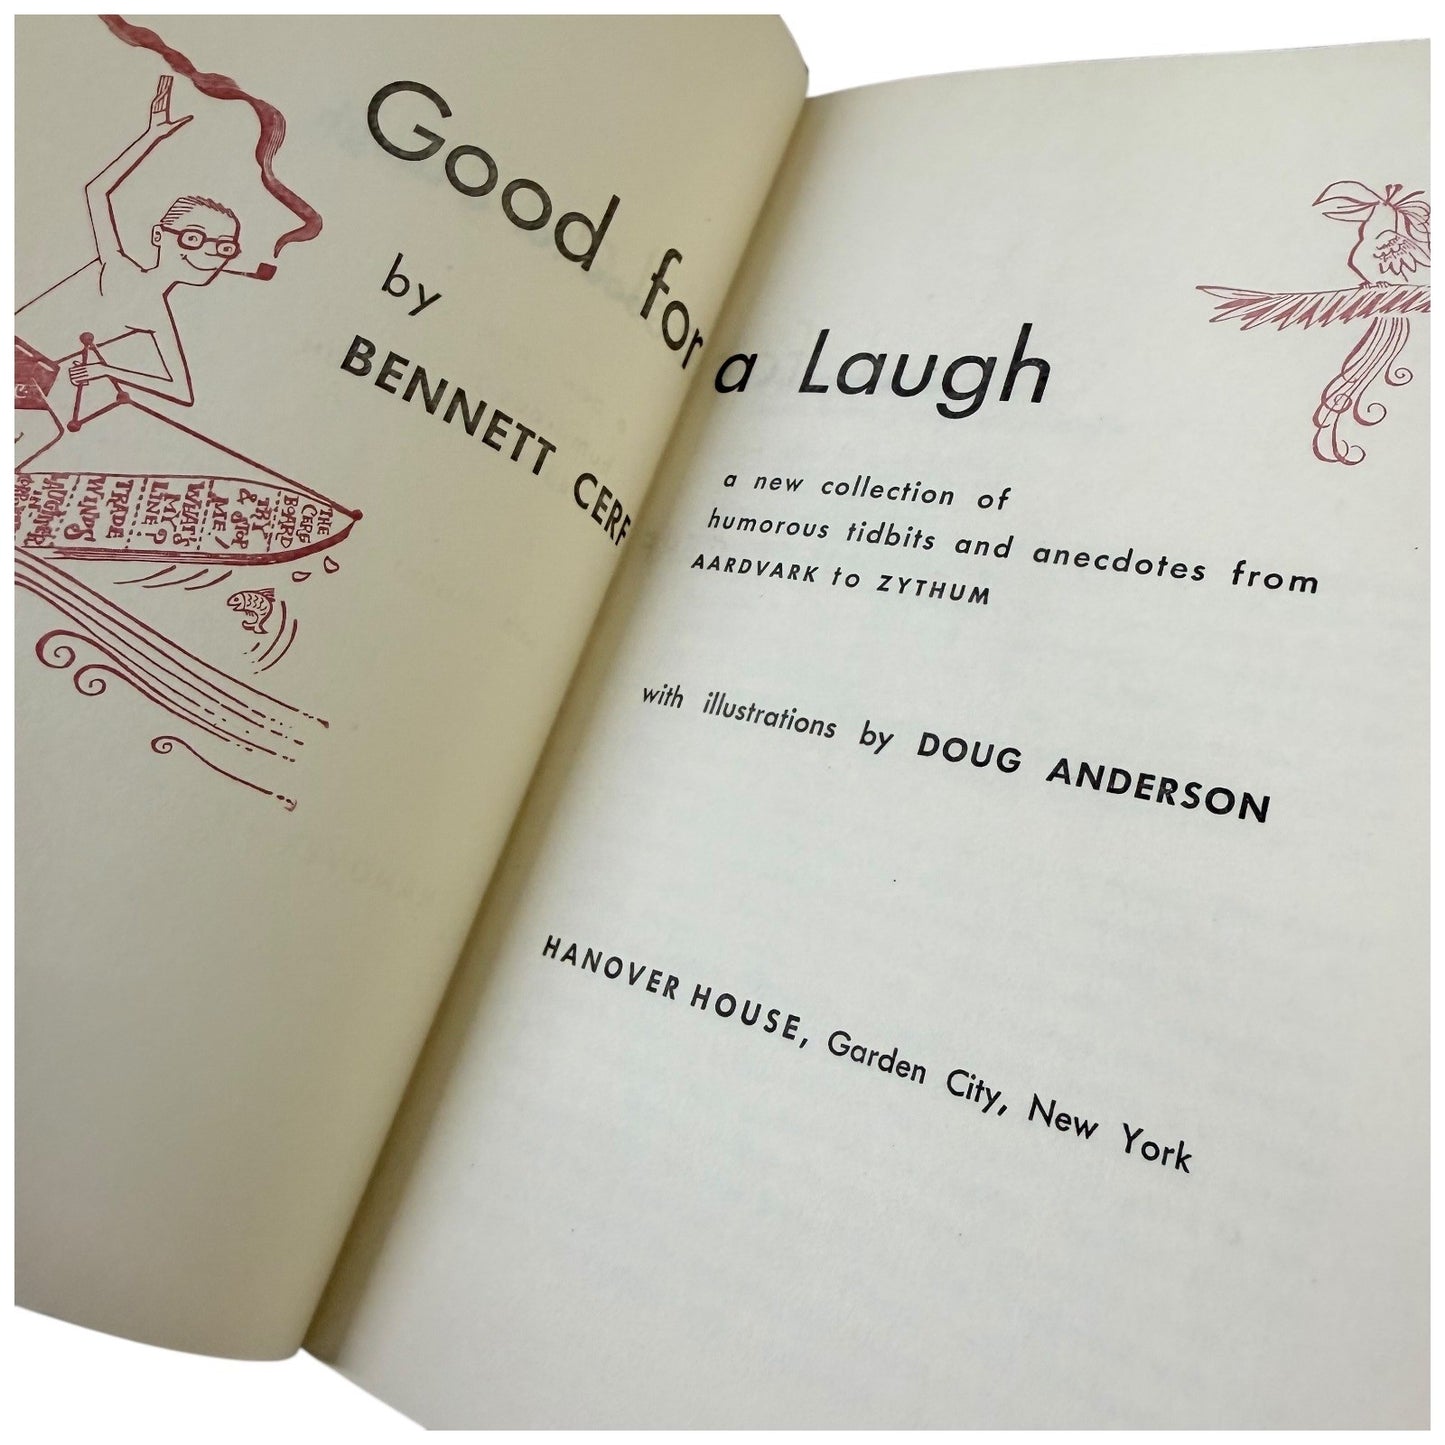 Good for a Laugh
by
BENNETT CERF
a new collection of
humorous tidbits and anecdotes from
AARDVARK to ZYTHUM
with illustrations by DOUG ANDERSON
HANOVER HOUSE, Garden City, New York
LAUGHTER
IN
TRADE
WINDS
WHAT'S
MY
LINE?
TRY
& STOP
ME/
THE
CERF
BOARD